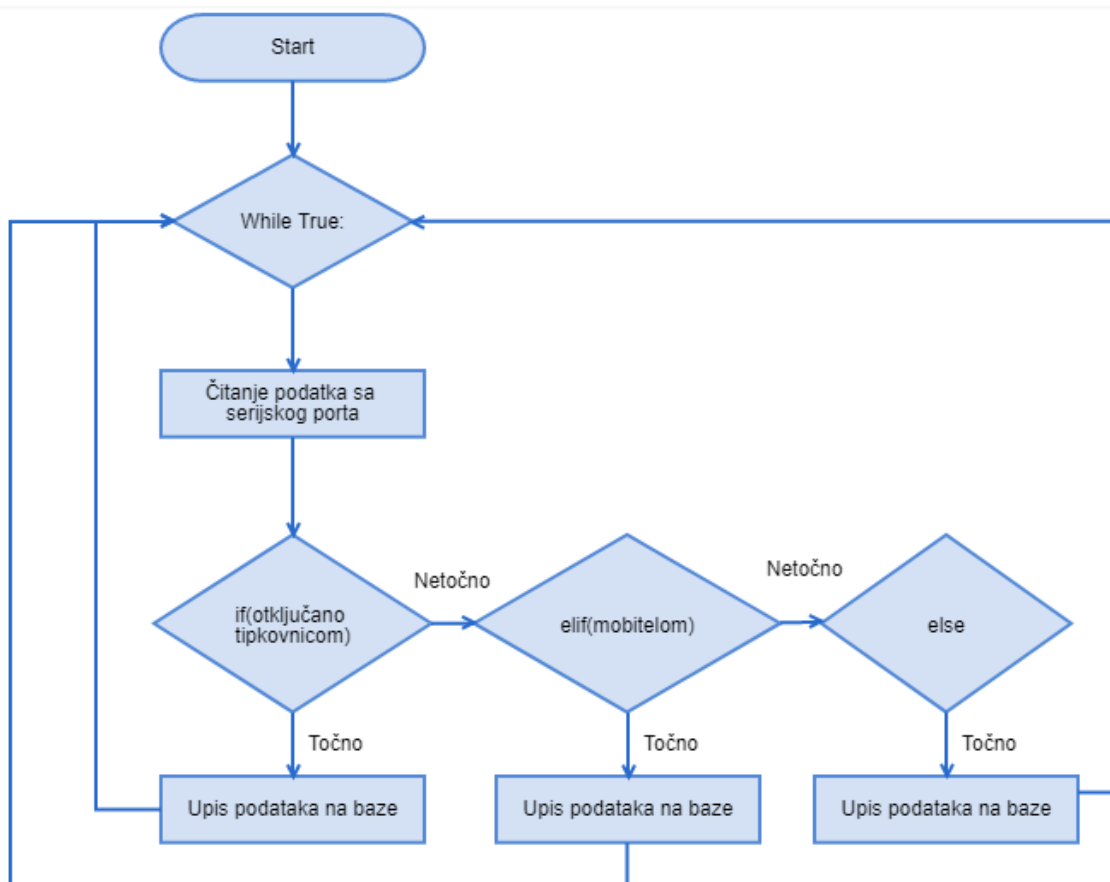 Start
While True:
Čitanje podatka sa
serijskog porta
Netočno
Netočno
if(otključano
tipkovnicom)
elif(mobitelom)
else
Točno
Točno
Točno
Upis podataka na baze
Upis podataka na baze
Upis podataka na baze